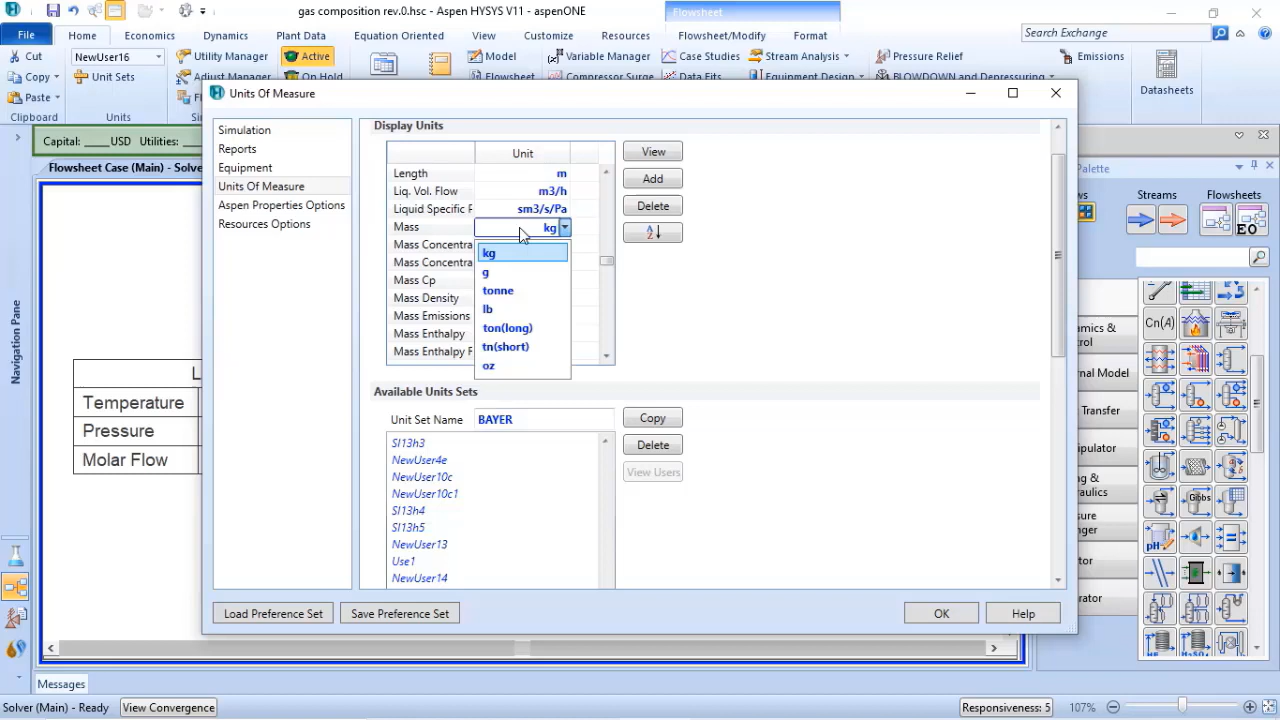 gas composition rev.0.hsc - Aspen HYSYS V11 - aspenONE
Flowsheet
File Home Economics Dynamics Plant Data Equation Oriented View Customize Resources Flowsheet/Modify Format
Search Exchange
Cut
NewUser16
Utility Manager
Active
Model
Variable Manager
Case Studies
Stream Analysis
Pressure Relief
Emissions
Copy
Unit Sets
Adjust Manager
On Hold
Flowsheet
Compressor Surge
Data Fits
Equipment Design
BLOWDOWN and Depressuring
Paste
Datasheets
Clipboard
Units
Units Of Measure
Capital: ____USD Utilities:
Flowsheet Case (Main) - Solve
Palette
Streams
Flowsheets
EO
Simulation
Reports
Equipment
Units Of Measure
Aspen Properties Options
Resources Options
Display Units
Unit
Length m
Liq. Vol. Flow m3/h
Liquid Specific F sm3/s/Pa
Mass kg
Mass Concentra
Mass Concentra
Mass Cp
Mass Density
Mass Emissions
Mass Enthalpy
Mass Enthalpy F
kg
g
tonne
lb
ton(long)
tn(short)
oz
View
Add
Delete
A
Z
Available Units Sets
Unit Set Name BAYER
Copy
Delete
View Users
SI13h3
NewUser4e
NewUser10c
NewUser10c1
SI13h4
SI13h5
NewUser13
Use1
NewUser14
Load Preference Set
Save Preference Set
OK
Help
Navigation Pane
Temperature
Pressure
Molar Flow
Cn(A)
Gibbs
pH
Messages
Solver (Main) - Ready
View Convergence
Responsiveness: 5
107%